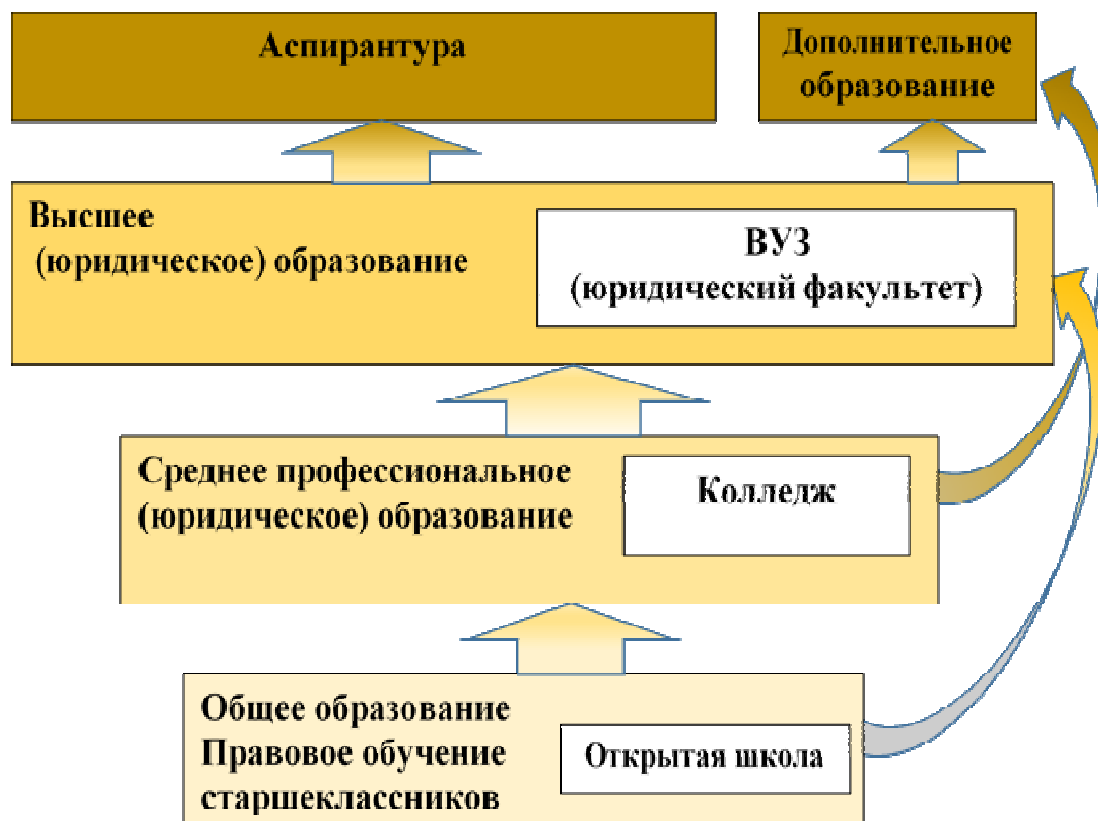 Аспирантура
Дополнительное
образование
Высшее
(юридическое) образование
ВУЗ
(юридический факультет)
Среднее профессиональное
(юридическое) образование
Колледж
Общее образование
Правовое обучение
старшеклассников
Открытая школа